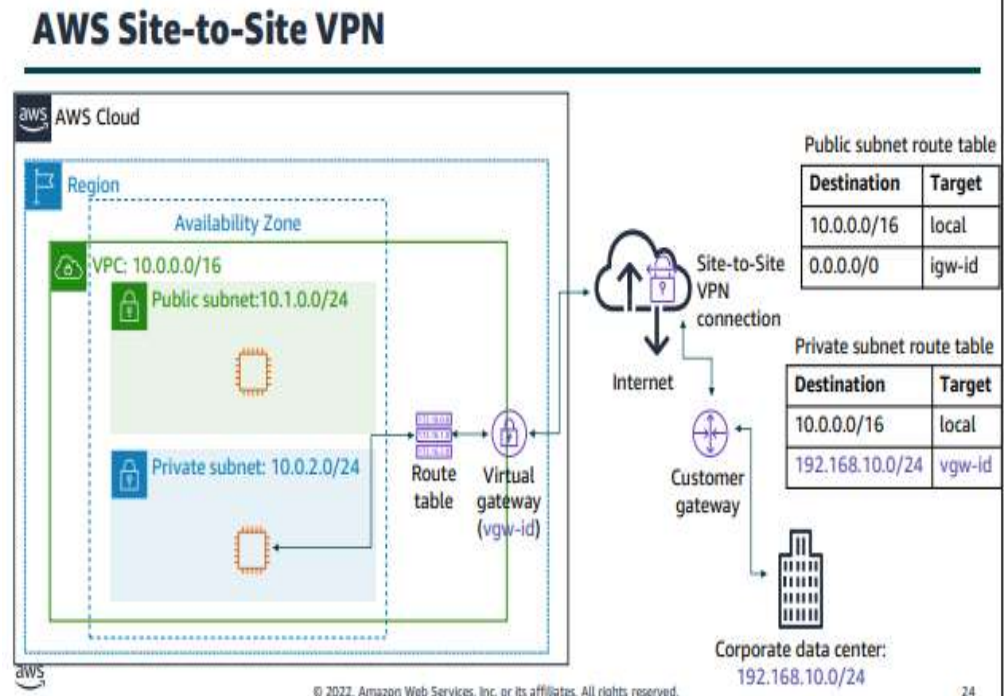 AWS Site-to-Site VPN
aws
AWS Cloud
Region
Availability Zone
VPC: 10.0.0.0/16
Public subnet:10.1.0.0/24
Private subnet: 10.0.2.0/24
Route
table
Virtual
gateway
(vgw-id)
Site-to-Site
VPN
connection
Internet
Customer
gateway
Corporate data center:
192.168.10.0/24
Public subnet route table
Destination Target
10.0.0.0/16 local
0.0.0.0/0 igw-id
Private subnet route table
Destination Target
10.0.0.0/16 local
192.168.10.0/24 vgw-id
aws
© 2022, Amazon Web Services, Inc. or its affiliates. All rights reserved.
24